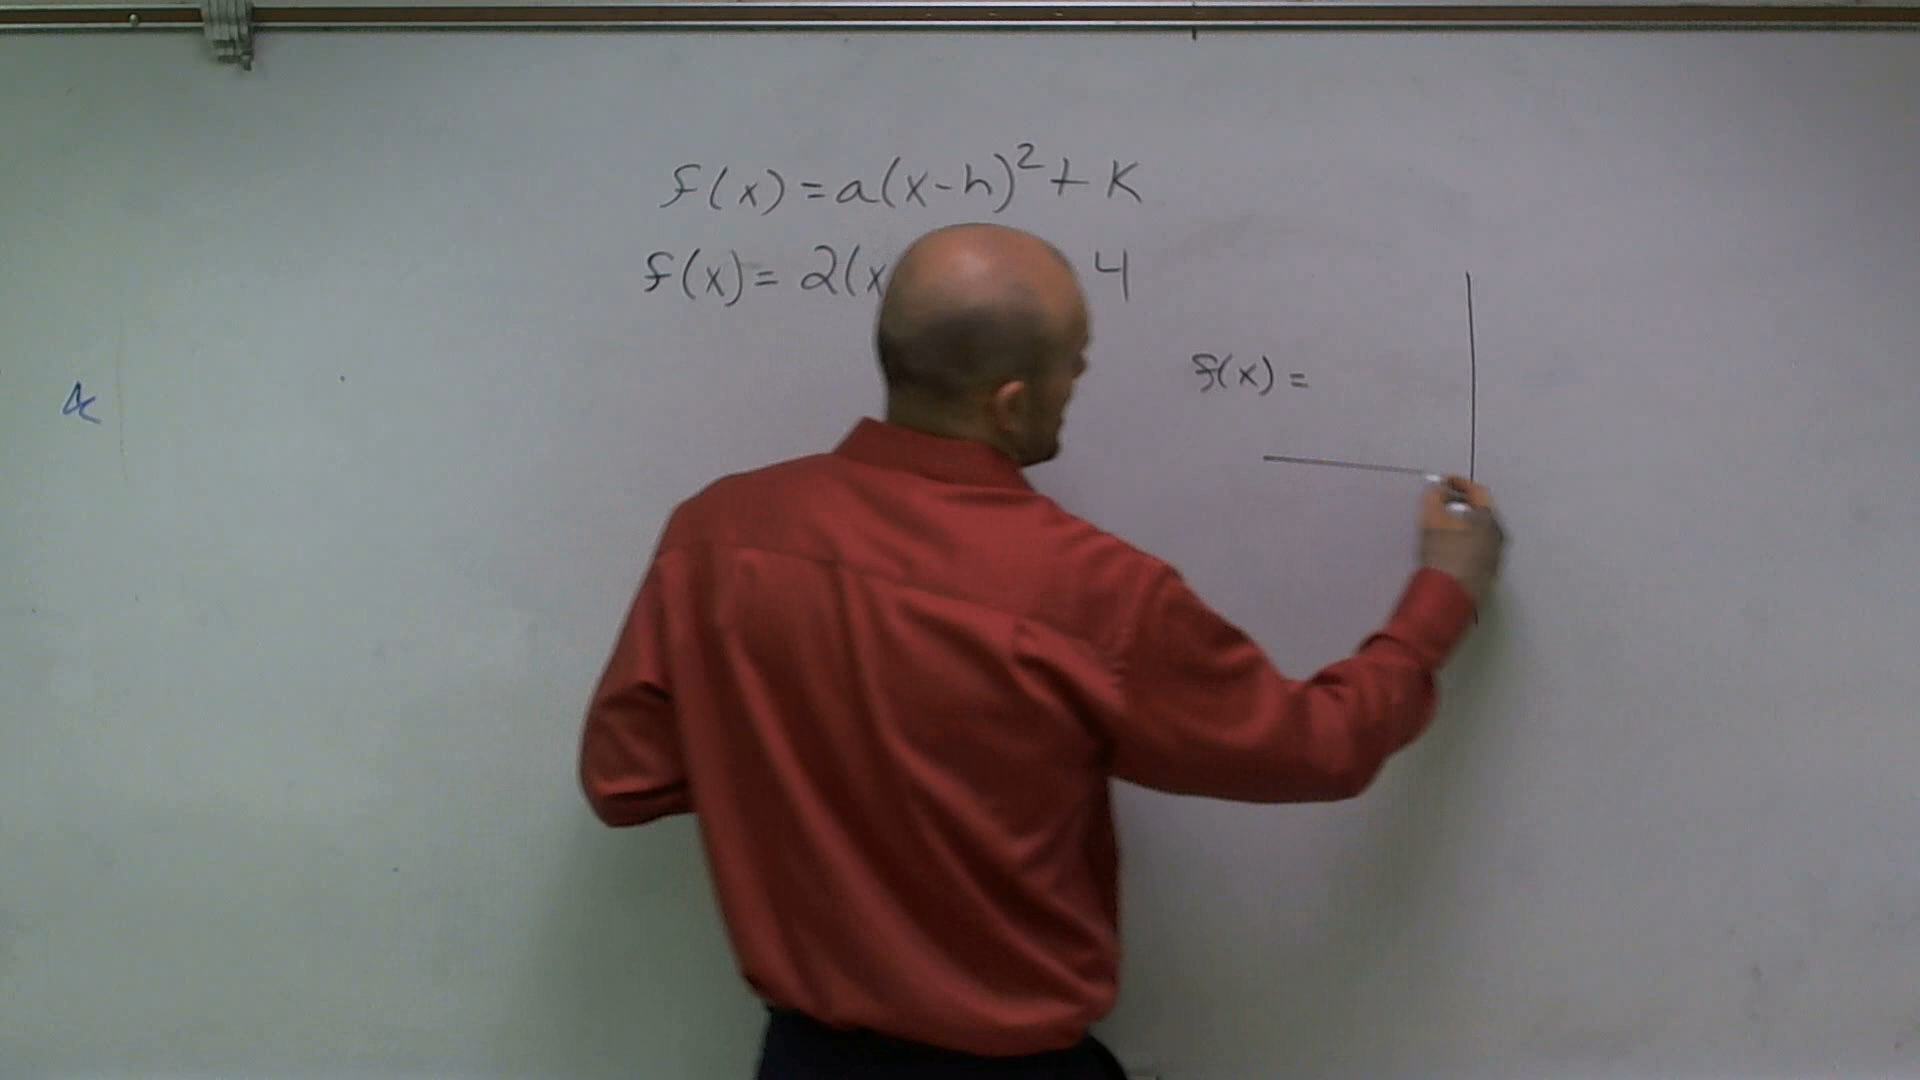 f(x) = a(x-h)² + K
f(x) = 2(x 4
f(x) =